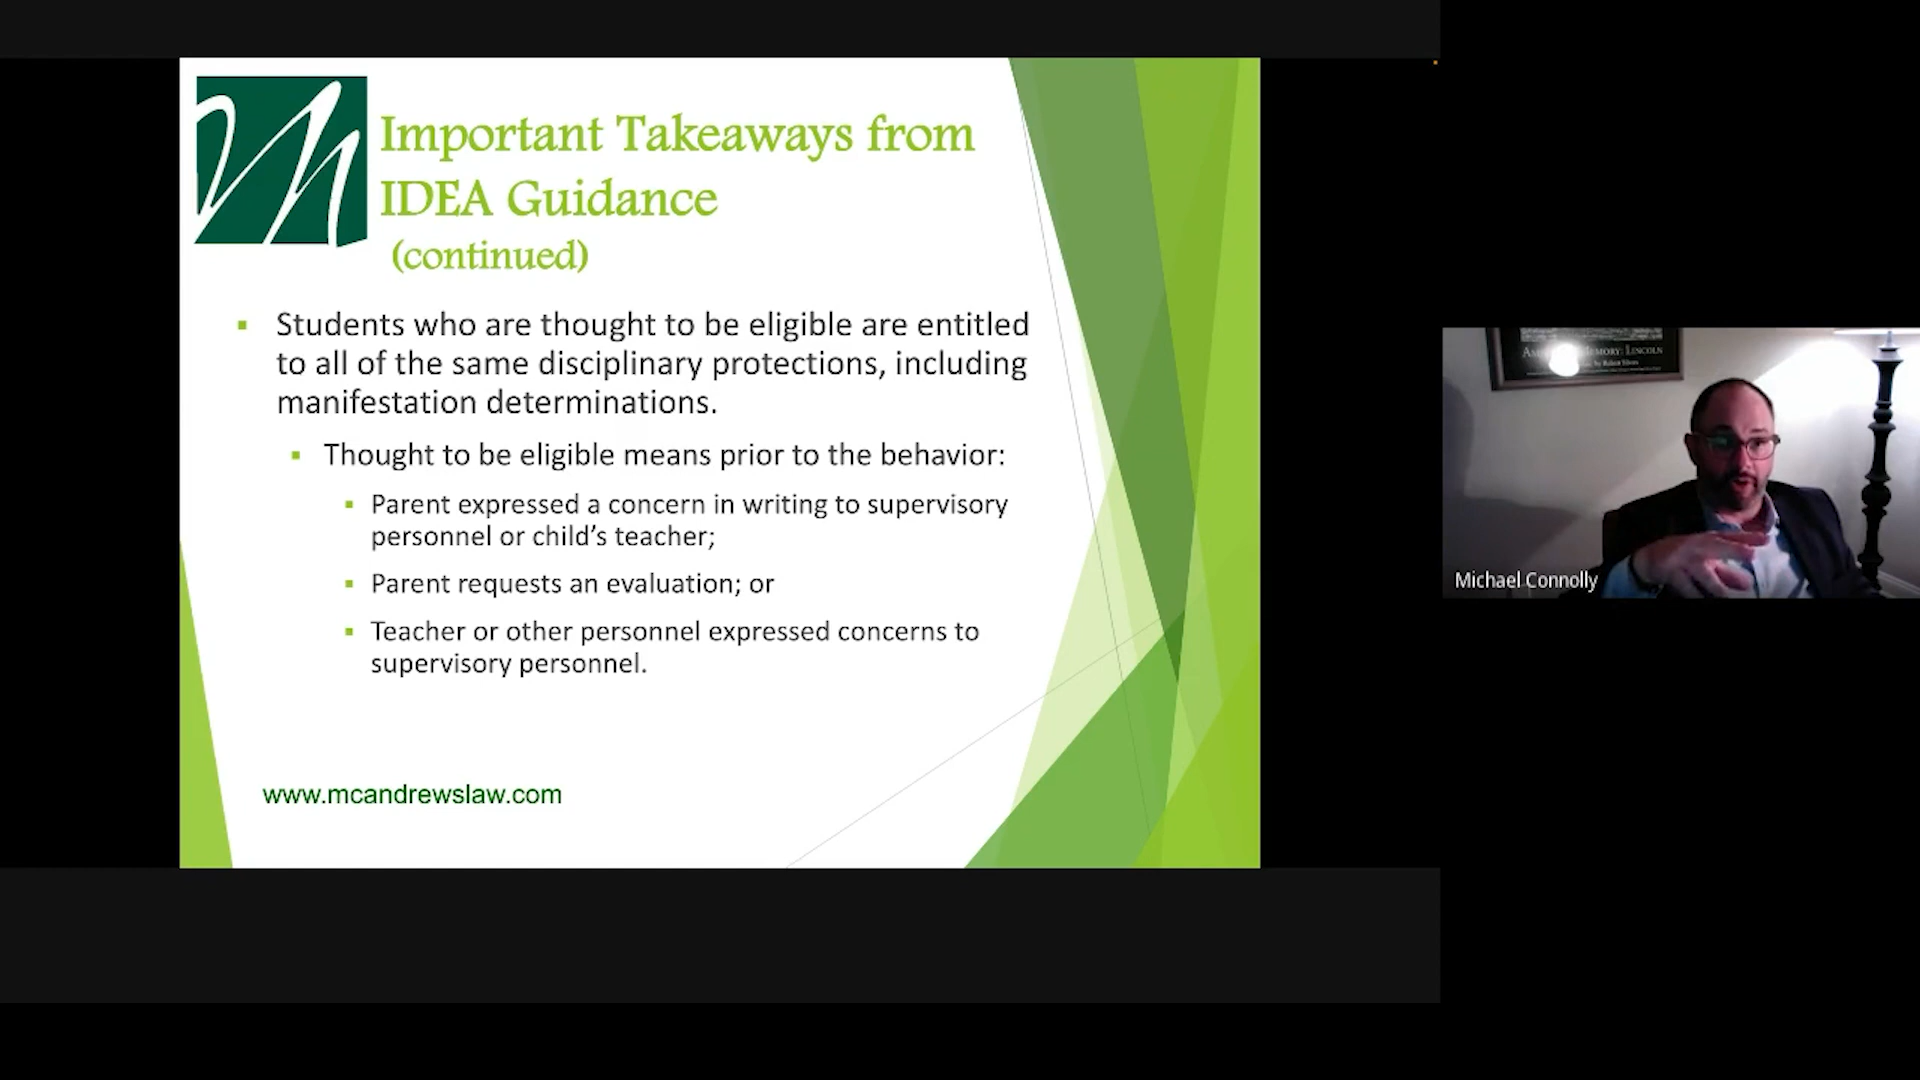 Important Takeaways from
IDEA Guidance
(continued)
▪ Students who are thought to be eligible are entitled
to all of the same disciplinary protections, including
manifestation determinations.
▪ Thought to be eligible means prior to the behavior:
▪ Parent expressed a concern in writing to supervisory
personnel or child’s teacher;
▪ Parent requests an evaluation; or
▪ Teacher or other personnel expressed concerns to
supervisory personnel.
www.mcandrewslaw.com
LINCOLN
Michael Connolly